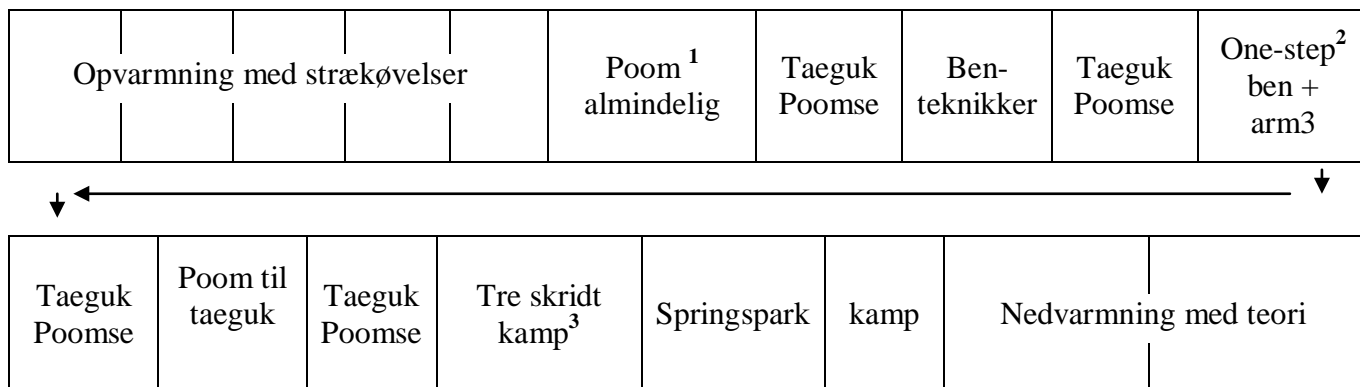 Opvarmning med strækøvelser
Poom 1
almindelig
Taeguk
Poomse
Ben-
teknikker
Taeguk
Poomse
One-step2
ben +
arm3
Taeguk
Poomse
Poom til
taeguk
Taeguk
Poomse
Tre skridt
kamp3
Springspark
kamp
Nedvarmning med teori